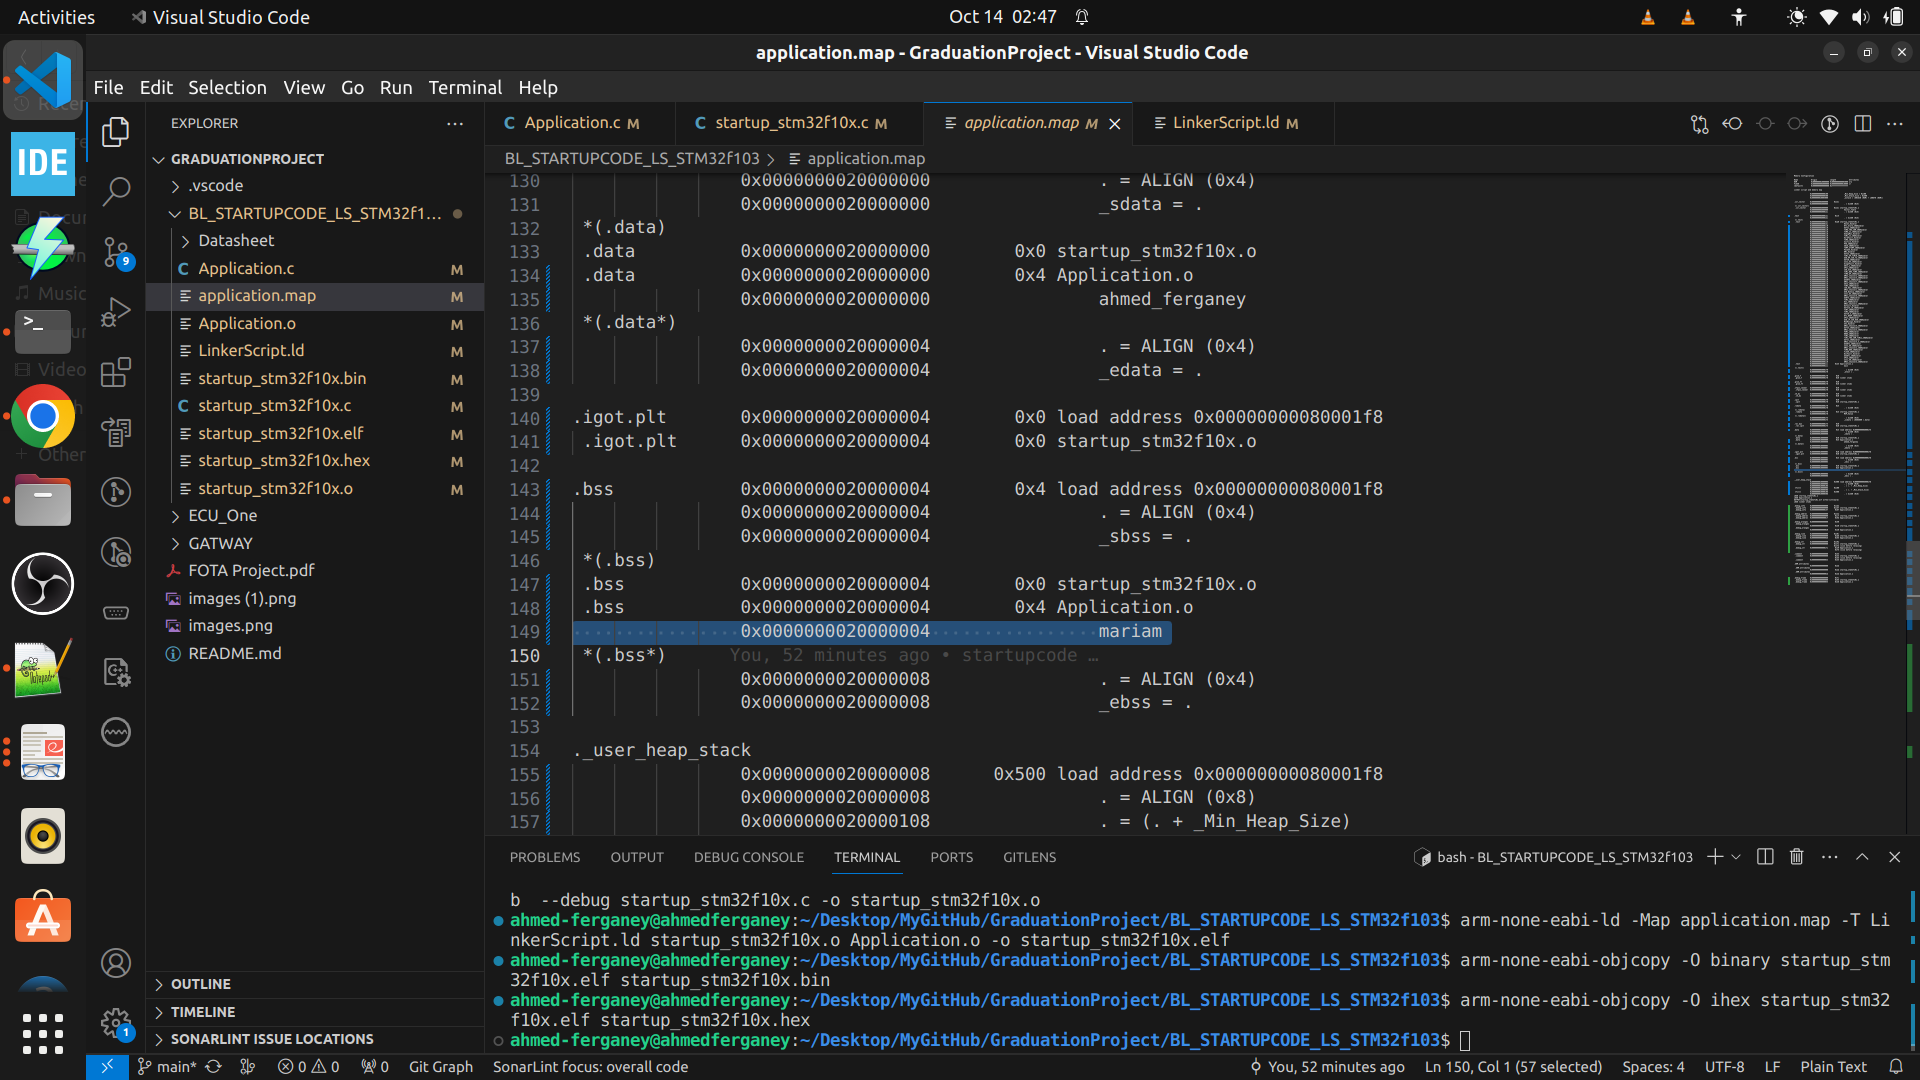 Activities
Visual Studio Code
Oct 14 02:47
application.map - GraduationProject - Visual Studio Code
File Edit Selection View Go Run Terminal Help
IDE
EXPLORER
GRADUATIONPROJECT
.vscode
BL_STARTUPCODE_LS_STM32f1...
Datasheet
Application.c M
application.map M
Application.o M
LinkerScript.ld M
startup_stm32f10x.bin M
startup_stm32f10x.c M
startup_stm32f10x.elf M
startup_stm32f10x.hex M
startup_stm32f10x.o M
ECU_One
GATWAY
FOTA Project.pdf
images (1).png
images.png
README.md
OUTLINE
TIMELINE
SONARLINT ISSUE LOCATIONS
9
1
Application.c M
startup_stm32f10x.c M
application.map M
LinkerScript.ld M
BL_STARTUPCODE_LS_STM32f103 > application.map
130 0x0000000020000000 . = ALIGN (0x4)
131 0x0000000020000000 _sdata = .
132 *(.data)
133 .data 0x0000000020000000 0x0 startup_stm32f10x.o
134 .data 0x0000000020000000 0x4 Application.o
135 0x0000000020000000 ahmed_ferganey
136 *(.data*)
137 0x0000000020000004 . = ALIGN (0x4)
138 0x0000000020000004 _edata = .
139
140 .igot.plt 0x0000000020000004 0x0 load address 0x00000000080001f8
141 .igot.plt 0x0000000020000004 0x0 startup_stm32f10x.o
142
143 .bss 0x0000000020000004 0x4 load address 0x00000000080001f8
144 0x0000000020000004 . = ALIGN (0x4)
145 0x0000000020000004 _sbss = .
146 *(.bss)
147 .bss 0x0000000020000004 0x0 startup_stm32f10x.o
148 .bss 0x0000000020000004 0x4 Application.o
149 0x0000000020000004 mariam
150 *(.bss*) You, 52 minutes ago • startupcode …
151 0x0000000020000008 . = ALIGN (0x4)
152 0x0000000020000008 _ebss = .
153
154 ._user_heap_stack
155 0x0000000020000008 0x500 load address 0x00000000080001f8
156 0x0000000020000008 . = ALIGN (0x8)
157 0x0000000020000108 . = (. + _Min_Heap_Size)
PROBLEMS OUTPUT DEBUG CONSOLE TERMINAL PORTS GITLENS
bash - BL_STARTUPCODE_LS_STM32f103
b  --debug startup_stm32f10x.c -o startup_stm32f10x.o
ahmed-ferganey@ahmedferganey:~/Desktop/MyGitHub/GraduationProject/BL_STARTUPCODE_LS_STM32f103$ arm-none-eabi-ld -Map application.map -T Li
nkerScript.ld startup_stm32f10x.o Application.o -o startup_stm32f10x.elf
ahmed-ferganey@ahmedferganey:~/Desktop/MyGitHub/GraduationProject/BL_STARTUPCODE_LS_STM32f103$ arm-none-eabi-objcopy -O binary startup_stm
32f10x.elf startup_stm32f10x.bin
ahmed-ferganey@ahmedferganey:~/Desktop/MyGitHub/GraduationProject/BL_STARTUPCODE_LS_STM32f103$ arm-none-eabi-objcopy -O ihex startup_stm32
f10x.elf startup_stm32f10x.hex
ahmed-ferganey@ahmedferganey:~/Desktop/MyGitHub/GraduationProject/BL_STARTUPCODE_LS_STM32f103$
main* 0 0 0 Git Graph SonarLint focus: overall code
You, 52 minutes ago Ln 150, Col 1 (57 selected) Spaces: 4 UTF-8 LF Plain Text